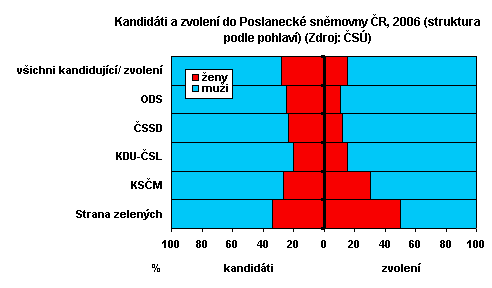 Kandidáti a zvolení do Poslanecké sněmovny ČR, 2006 (struktura
podle pohlaví) (Zdroj: ČSÚ)
všichni kandidující/ zvolení
ODS
ČSSD
KDU-ČSL
KSČM
Strana zelených
ženy
muži
100 80 60 40 20 0 20 40 60 80 100
% kandidáti zvolení